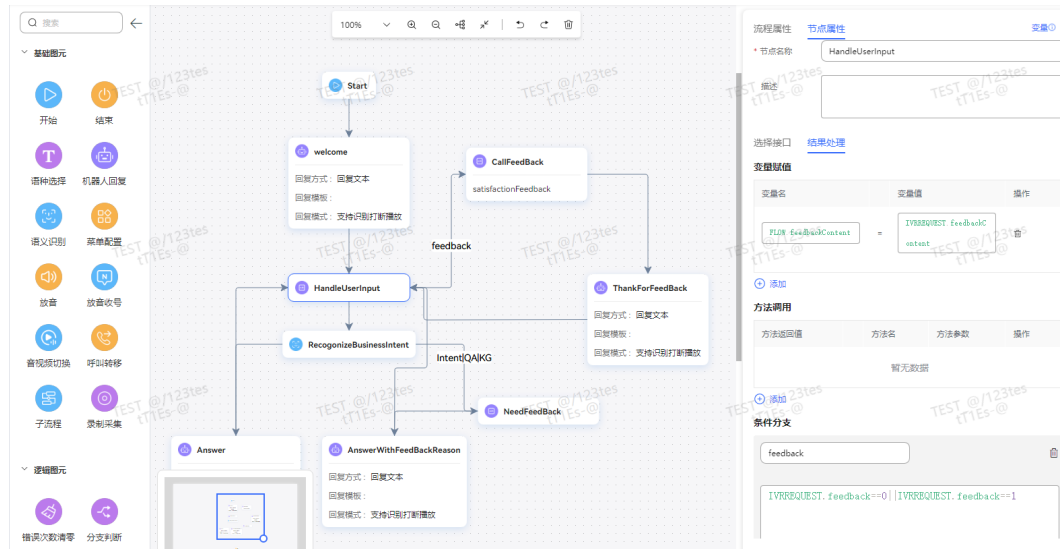 搜索
基础图元
开始
结束
语种选择
机器人回复
语义识别
菜单配置
放音
放音收号
音视频切换
呼叫转移
子流程
录制采集
逻辑图元
错误次数清零
分支判断
100%
Start
welcome
回复方式： 回复文本
回复模板：
回复模式： 支持识别打断播放
CallFeedBack
satisfactionFeedback
feedback
HandleUserInput
ThankForFeedBack
回复方式： 回复文本
回复模板：
回复模式： 支持识别打断播放
RecogonizeBusinessIntent
Intent|QA|KG
NeedFeedBack
Answer
AnswerWithFeedBackReason
回复方式： 回复文本
回复模板：
回复模式： 支持识别打断播放
流程属性 节点属性 变量
* 节点名称 HandleUserInput
描述
选择接口 结果处理
变量赋值
变量名 变量值 操作
FLOW.feedbackContent = IVRREQUEST.feedbackC
ontent
添加
方法调用
方法返回值 方法名 方法参数 操作
暂无数据
添加
条件分支
feedback
IVRREQUEST.feedback==0||IVRREQUEST.feedback==1
TEST @/123tes
tT1Es-@